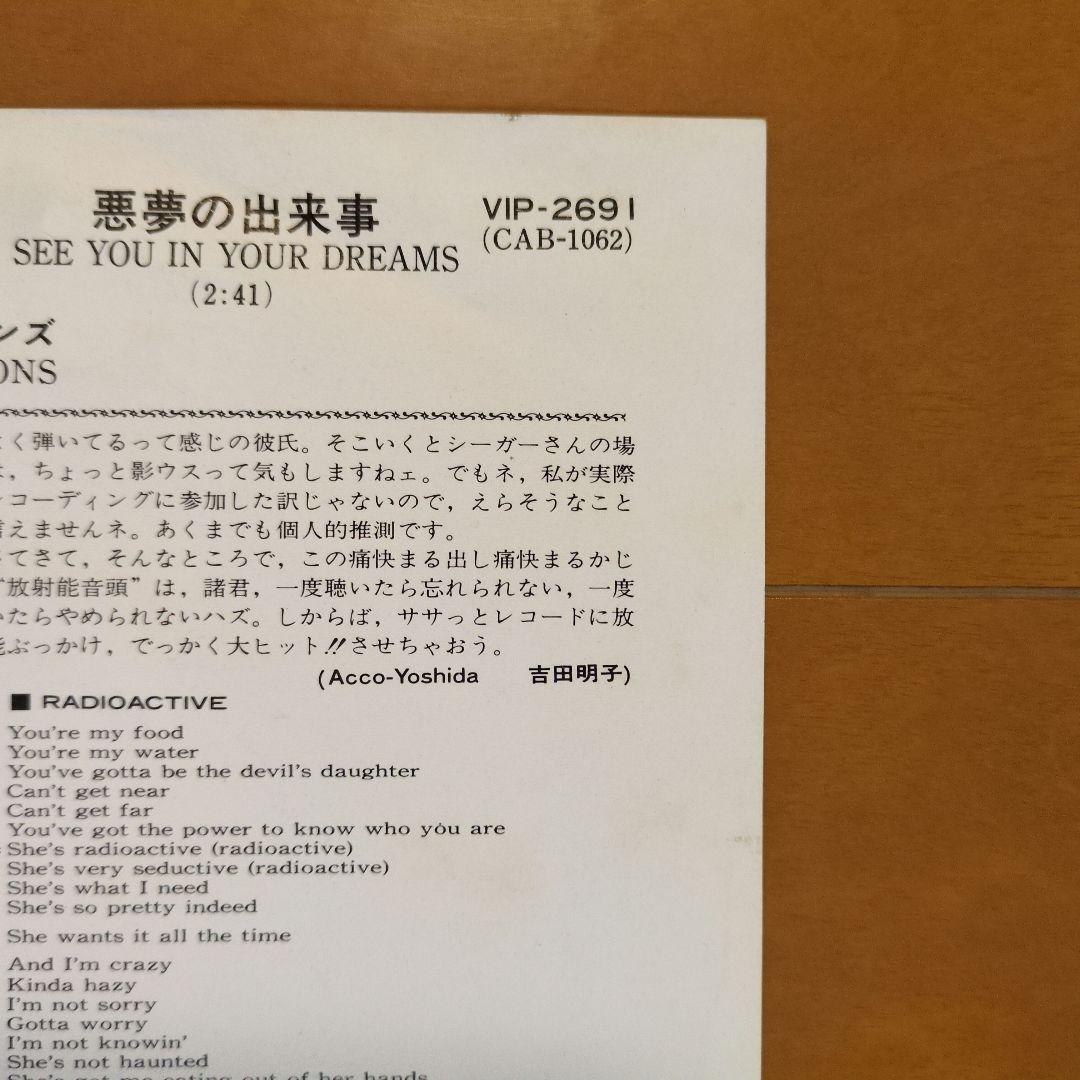 悪夢の出来事
VIP-2691
SEE YOU IN YOUR DREAMS
(CAB-1062)
(2:41)
ンズ
ONS
く弾いてるって感じの彼氏。そこいくとシーガーさんの場
，ちょっと影ウスって気もしますねェ。でもネ，私が実際
コーディングに参加した訳じゃないので，えらそうなこと
言えませんネ。あくまでも個人的推測です。
てさて，そんなところで，この痛快まる出し痛快まるかじ
“放射能音頭”は，諸君，一度聴いたら忘れられない，一度
たらやめられないハズ。しからば，ササっとレコードに放
能ぶっかけ，でっかく大ヒット!!させちゃおう。
(Acco-Yoshida 吉田明子)
■ RADIOACTIVE
You're my food
You're my water
You've gotta be the devil's daughter
Can't get near
Can't get far
You've got the power to know who you are
She's radioactive (radioactive)
She's very seductive (radioactive)
She's what I need
She's so pretty indeed
She wants it all the time
And I'm crazy
Kinda hazy
I'm not sorry
Gotta worry
I'm not knowin'
She's not haunted
She's got me eating out of her hands